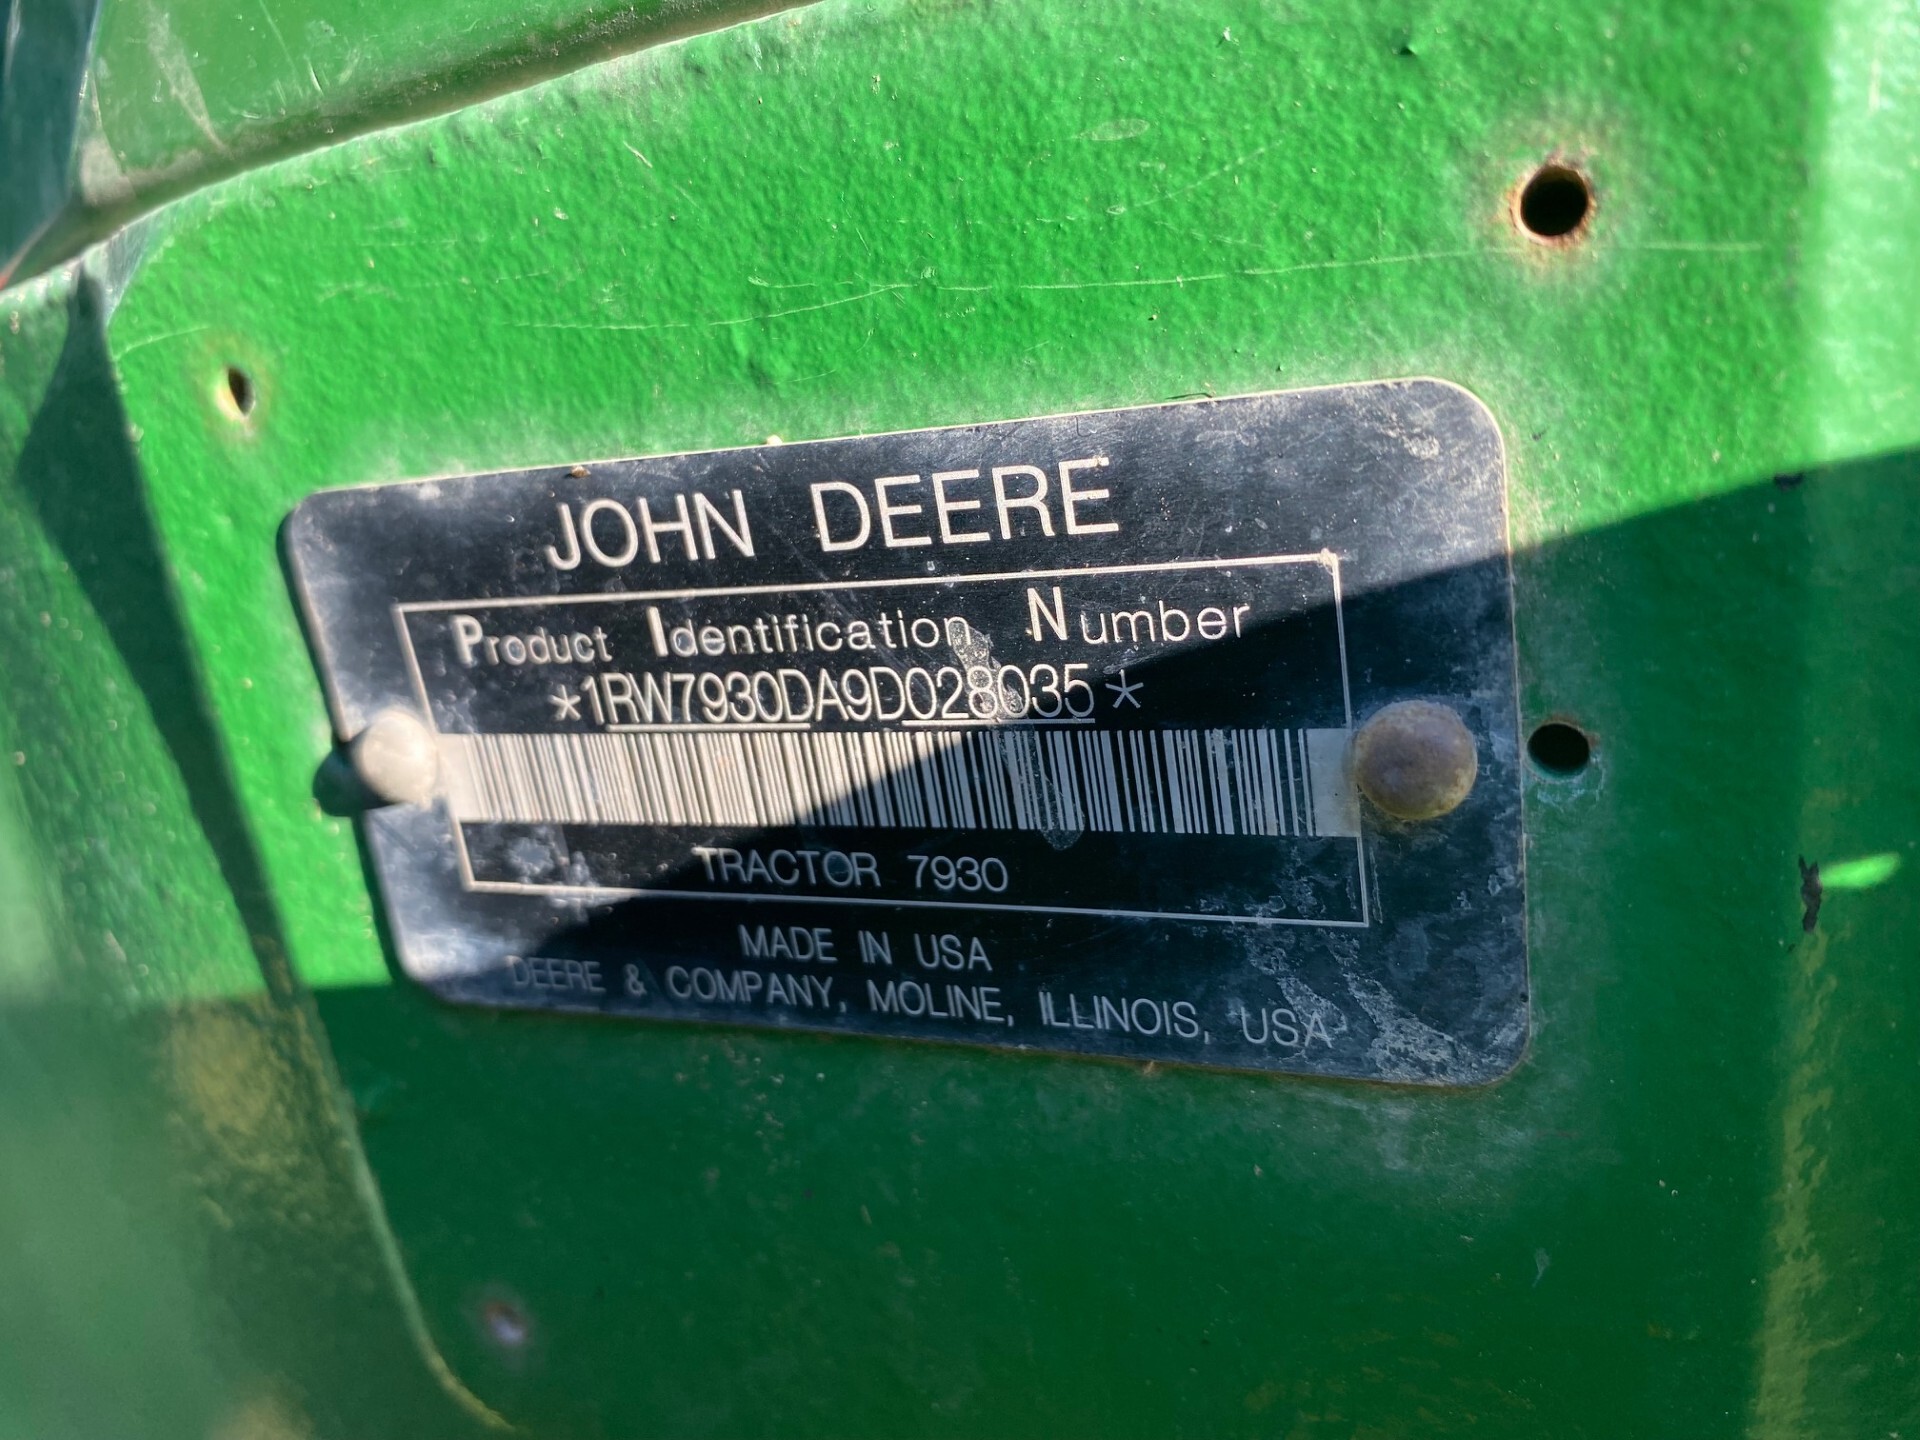 JOHN DEERE
Product Identification Number
*1RW7930DA9D028035*
TRACTOR 7930
MADE IN USA
DEERE & COMPANY, MOLINE, ILLINOIS, USA